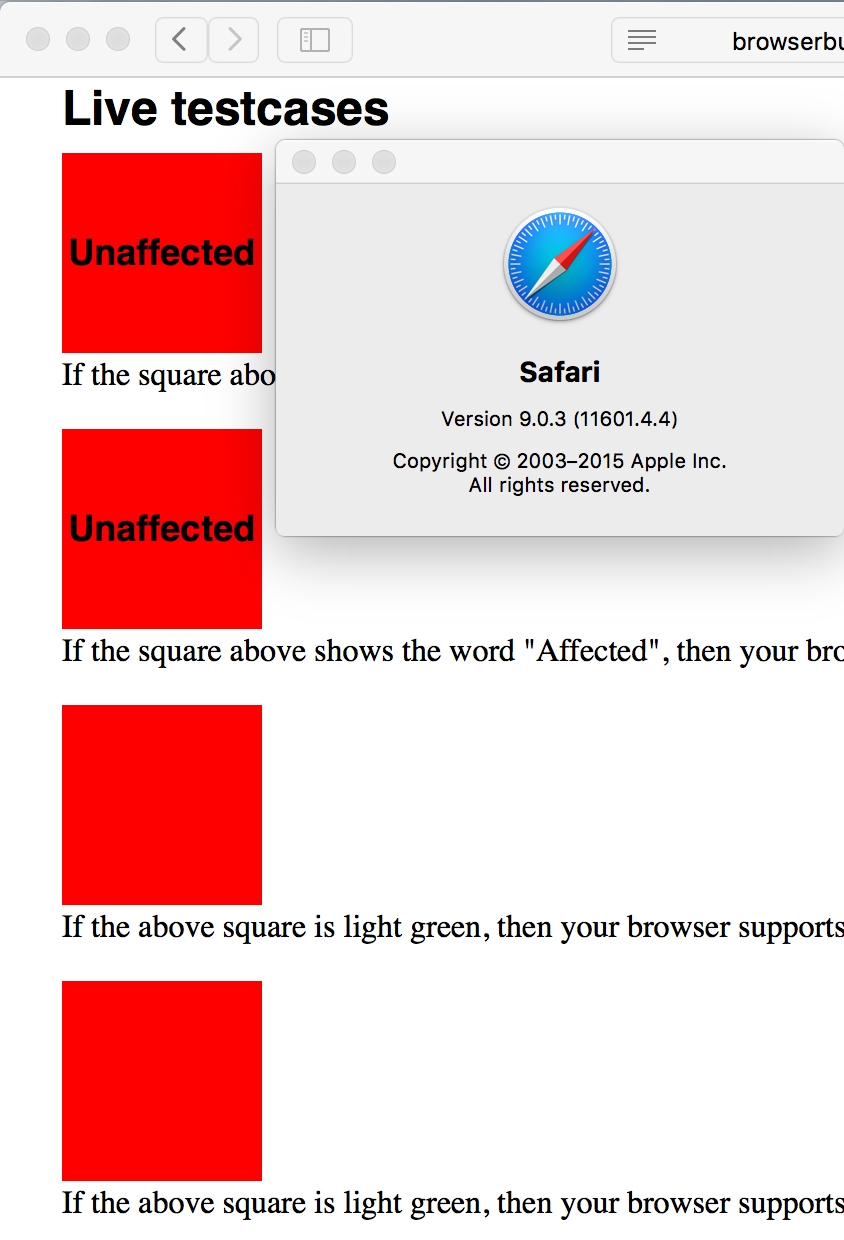 browserbu
Live testcases
Unaffected
If the square abo
Safari
Version 9.0.3 (11601.4.4)
Copyright © 2003–2015 Apple Inc.
All rights reserved.
Unaffected
If the square above shows the word "Affected", then your bro
If the above square is light green, then your browser supports
If the above square is light green, then your browser supports